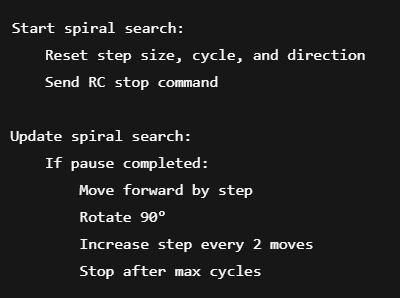 Start spiral search:
Reset step size, cycle, and direction
Send RC stop command
Update spiral search:
If pause completed:
Move forward by step
Rotate 90°
Increase step every 2 moves
Stop after max cycles